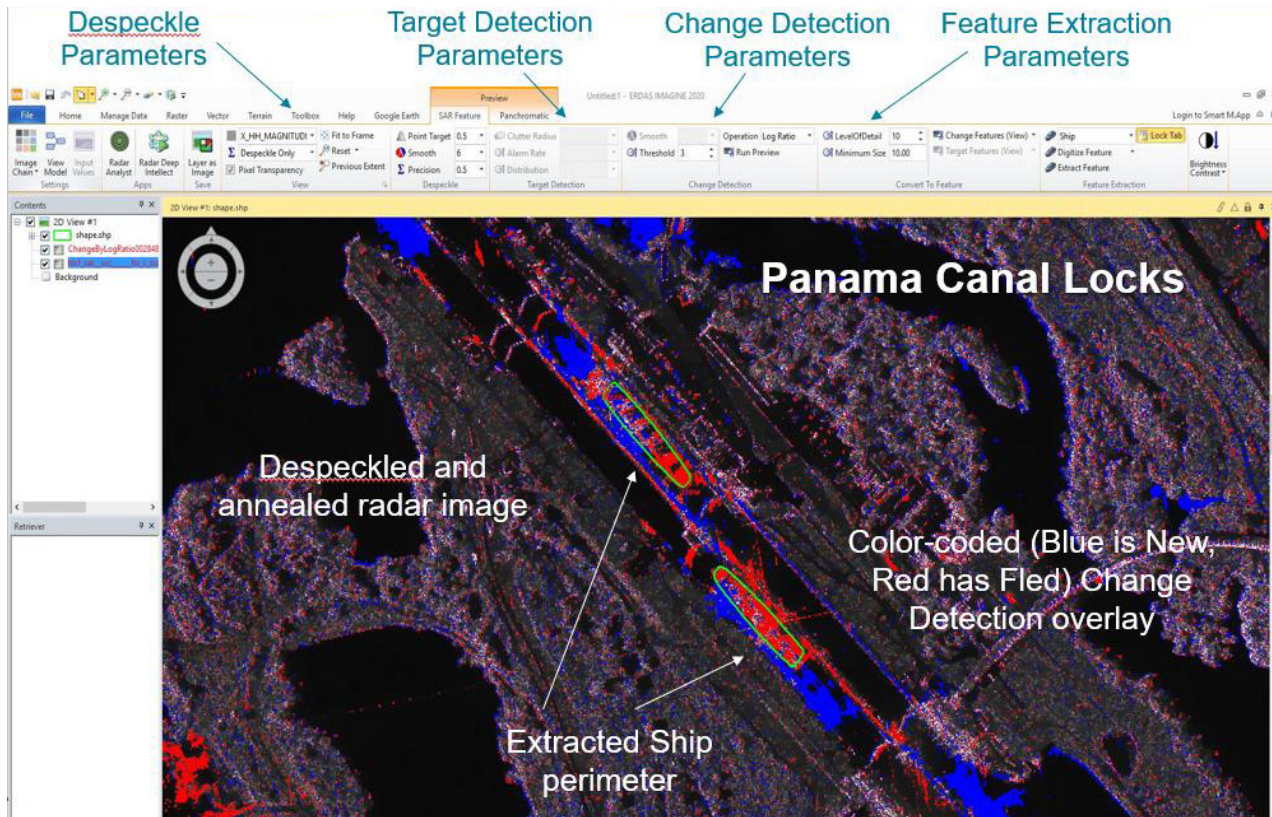 Despeckle
Parameters
Target Detection
Parameters
Change Detection
Parameters
Feature Extraction
Parameters
Preview
Untitled:1 - ERDAS IMAGINE 2020
File Home Manage Data Raster Vector Terrain Toolbox Help Google Earth SAR Feature Panchromatic
Login to Smart M.App
Image
Chain
View
Model
Input
Values
Settings
Radar
Analyst
Radar Deep
Intellect
Apps
Layer as
Image
Save
X_HH_MAGNITUDI
Despeckle Only
Pixel Transparency
Fit to Frame
Reset
Previous Extent
View
Point Target 0.5
Smooth 6
Precision 0.5
Despeckle
Clutter Radius
Alarm Rate
Distribution
Target Detection
Smooth
Threshold 3
Operation Log Ratio
Run Preview
Change Detection
LevelOfDetail 10
Minimum Size 10.00
Change Features (View)
Target Features (View)
Convert To Feature
Ship
Digitize Feature
Extract Feature
Feature Extraction
Lock Tab
Brightness
Contrast
Contents
2D View #1
shape.shp
ChangeByLogRatio002848
Background
Retriever
2D View #1: shape.shp
Panama Canal Locks
Despeckled and
annealed radar image
Color-coded (Blue is New,
Red has Fled) Change
Detection overlay
Extracted Ship
perimeter